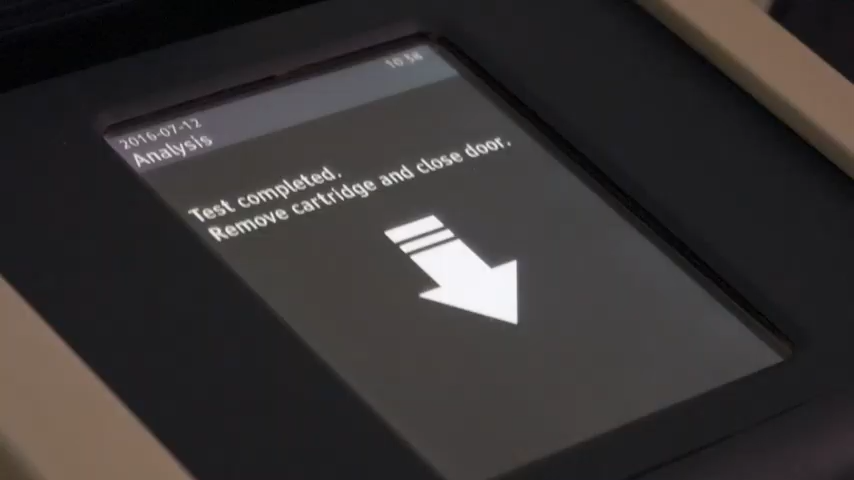 10:34
2016-07-12
Analysis
Test completed.
Remove cartridge and close door.